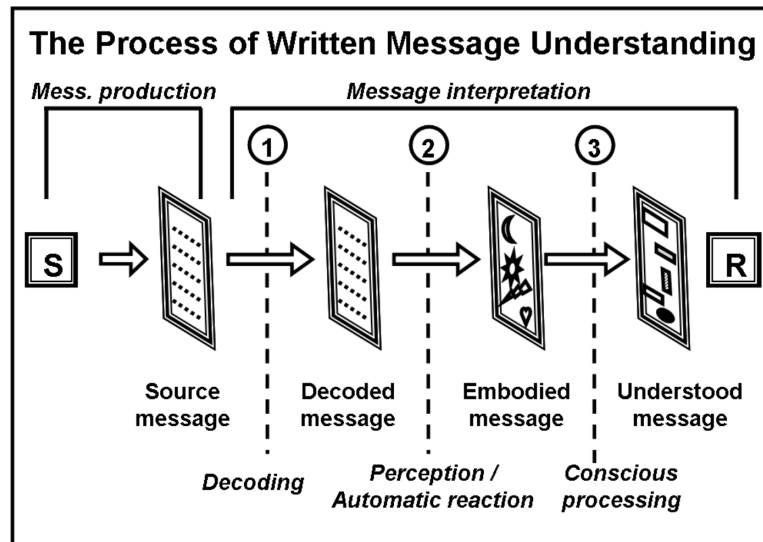 The Process of Written Message Understanding
Mess. production
Message interpretation
1
2
3
S
R
Source
message
Decoded
message
Embodied
message
Understood
message
Decoding
Perception /
Automatic reaction
Conscious
processing